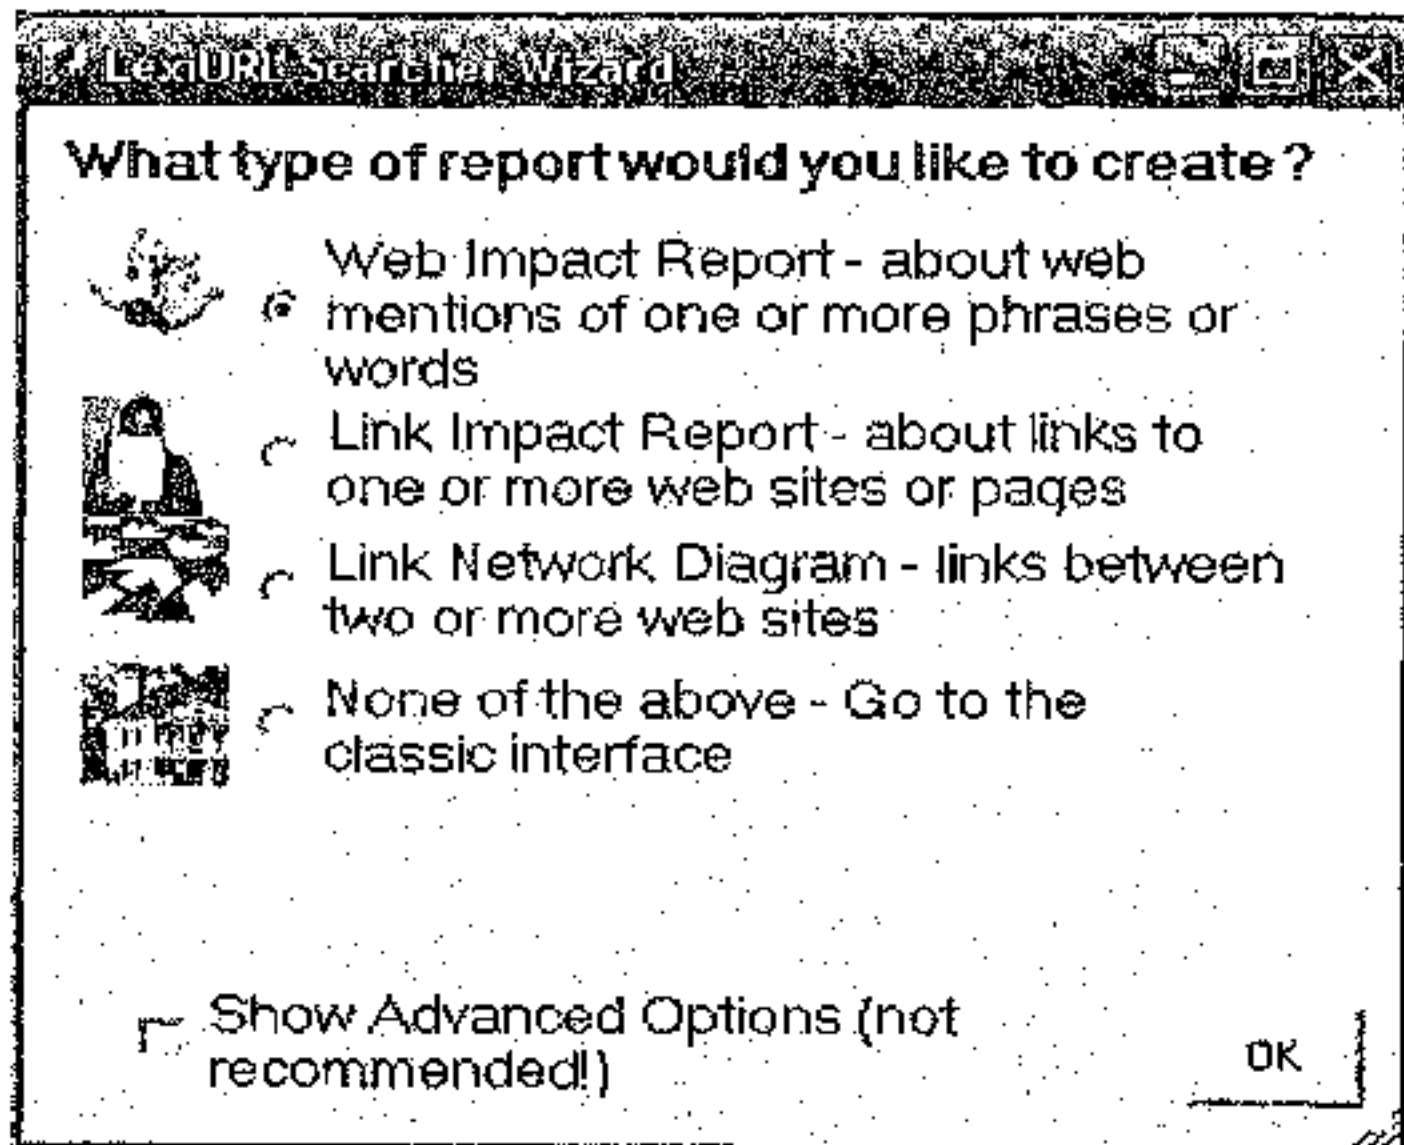 LexiURL Searcher Wizard
What type of report would you like to create?
Web Impact Report - about web
mentions of one or more phrases or
words
Link Impact Report - about links to
one or more web sites or pages
Link Network Diagram - links between
two or more web sites
None of the above - Go to the
classic interface
Show Advanced Options (not
recommended!)
OK